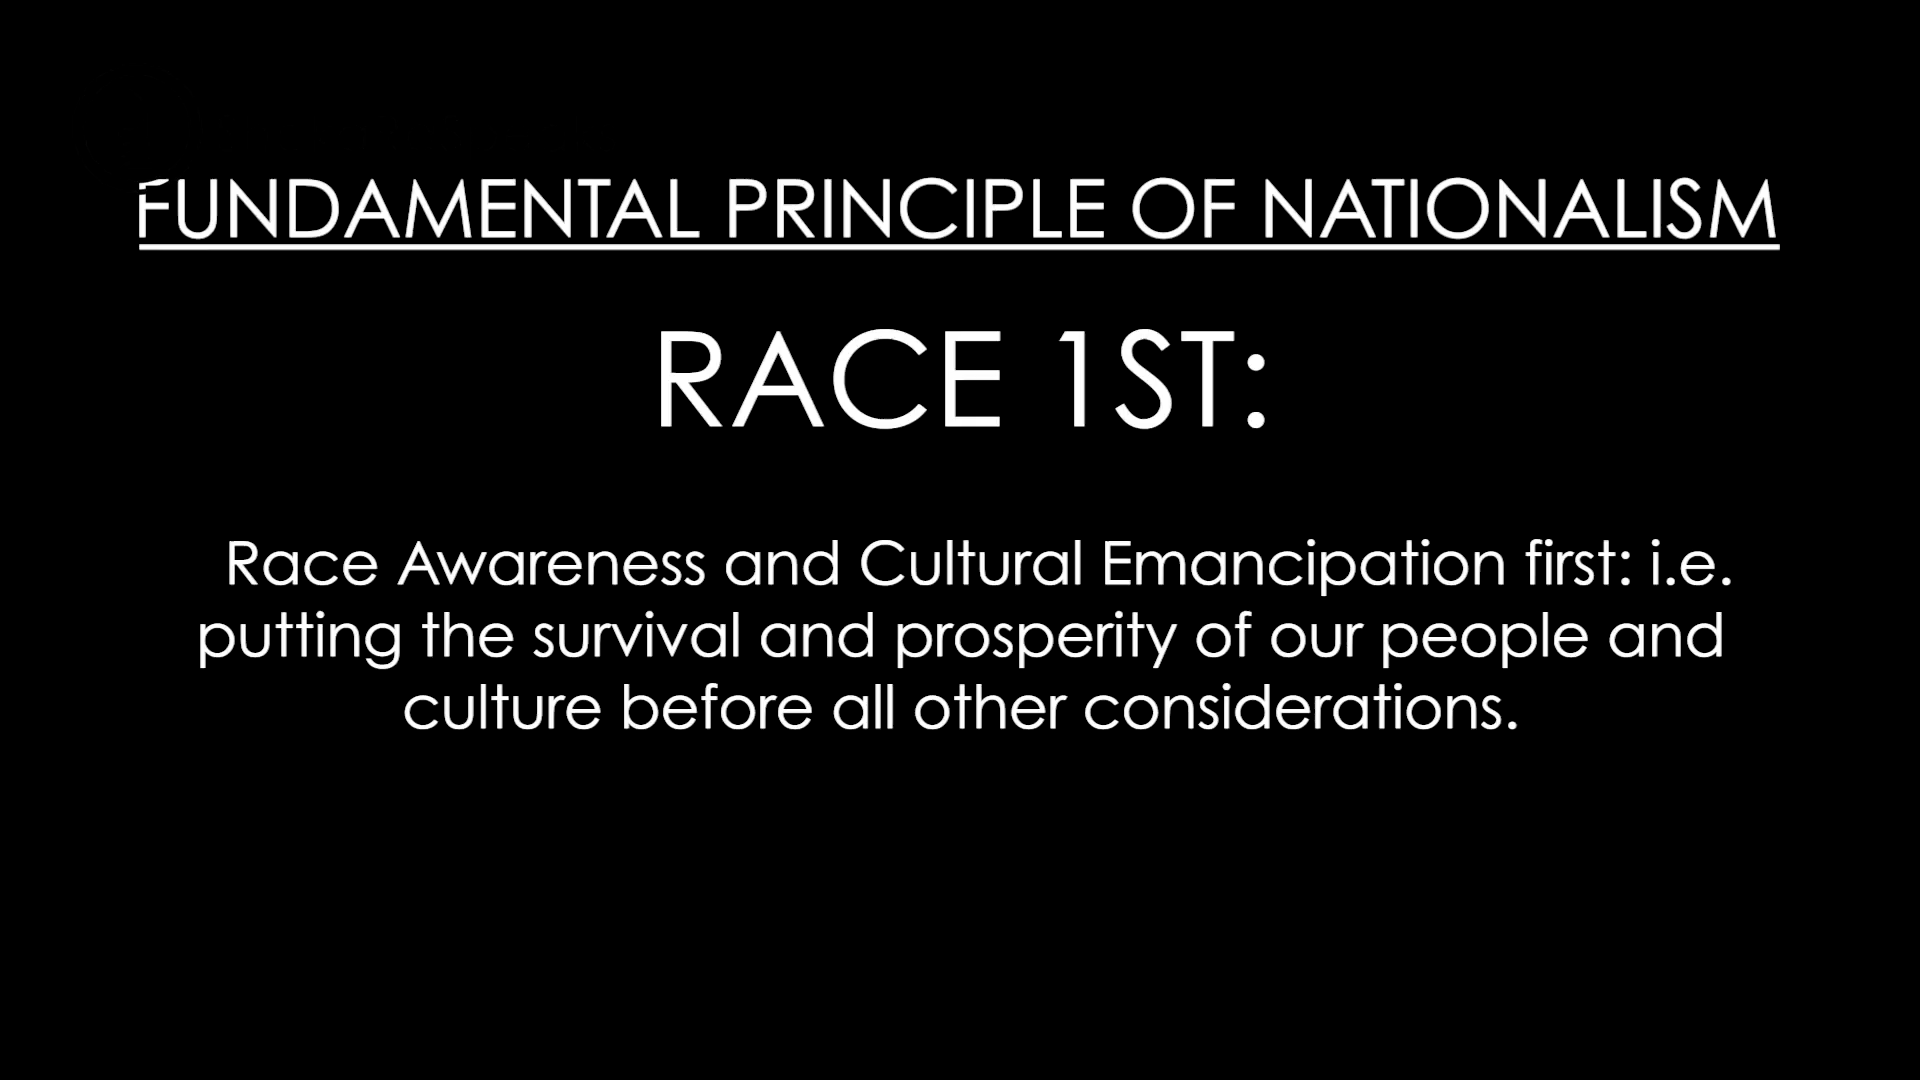 FUNDAMENTAL PRINCIPLE OF NATIONALISM
RACE 1ST:
Race Awareness and Cultural Emancipation first: i.e.
putting the survival and prosperity of our people and
culture before all other considerations.